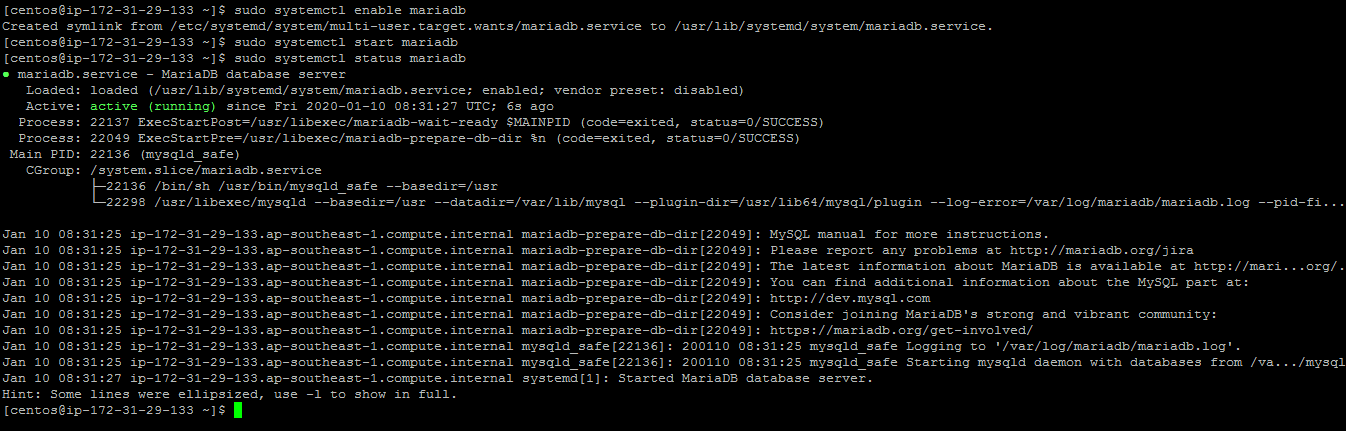 [centos@ip-172-31-29-133 ~]$ sudo systemctl enable mariadb
Created symlink from /etc/systemd/system/multi-user.target.wants/mariadb.service to /usr/lib/systemd/system/mariadb.service.
[centos@ip-172-31-29-133 ~]$ sudo systemctl start mariadb
[centos@ip-172-31-29-133 ~]$ sudo systemctl status mariadb
● mariadb.service - MariaDB database server
   Loaded: loaded (/usr/lib/systemd/system/mariadb.service; enabled; vendor preset: disabled)
   Active: active (running) since Fri 2020-01-10 08:31:27 UTC; 6s ago
  Process: 22137 ExecStartPost=/usr/libexec/mariadb-wait-ready $MAINPID (code=exited, status=0/SUCCESS)
  Process: 22049 ExecStartPre=/usr/libexec/mariadb-prepare-db-dir %n (code=exited, status=0/SUCCESS)
 Main PID: 22136 (mysqld_safe)
   CGroup: /system.slice/mariadb.service
           ├─22136 /bin/sh /usr/bin/mysqld_safe --basedir=/usr
           └─22298 /usr/libexec/mysqld --basedir=/usr --datadir=/var/lib/mysql --plugin-dir=/usr/lib64/mysql/plugin --log-error=/var/log/mariadb/mariadb.log --pid-fi...
Jan 10 08:31:25 ip-172-31-29-133.ap-southeast-1.compute.internal mariadb-prepare-db-dir[22049]: MySQL manual for more instructions.
Jan 10 08:31:25 ip-172-31-29-133.ap-southeast-1.compute.internal mariadb-prepare-db-dir[22049]: Please report any problems at http://mariadb.org/jira
Jan 10 08:31:25 ip-172-31-29-133.ap-southeast-1.compute.internal mariadb-prepare-db-dir[22049]: The latest information about MariaDB is available at http://mari...org/.
Jan 10 08:31:25 ip-172-31-29-133.ap-southeast-1.compute.internal mariadb-prepare-db-dir[22049]: You can find additional information about the MySQL part at:
Jan 10 08:31:25 ip-172-31-29-133.ap-southeast-1.compute.internal mariadb-prepare-db-dir[22049]: http://dev.mysql.com
Jan 10 08:31:25 ip-172-31-29-133.ap-southeast-1.compute.internal mariadb-prepare-db-dir[22049]: Consider joining MariaDB's strong and vibrant community:
Jan 10 08:31:25 ip-172-31-29-133.ap-southeast-1.compute.internal mariadb-prepare-db-dir[22049]: https://mariadb.org/get-involved/
Jan 10 08:31:25 ip-172-31-29-133.ap-southeast-1.compute.internal mysqld_safe[22136]: 200110 08:31:25 mysqld_safe Logging to '/var/log/mariadb/mariadb.log'.
Jan 10 08:31:25 ip-172-31-29-133.ap-southeast-1.compute.internal mysqld_safe[22136]: 200110 08:31:25 mysqld_safe Starting mysqld daemon with databases from /va.../mysql
Jan 10 08:31:27 ip-172-31-29-133.ap-southeast-1.compute.internal systemd[1]: Started MariaDB database server.
Hint: Some lines were ellipsized, use -l to show in full.
[centos@ip-172-31-29-133 ~]$